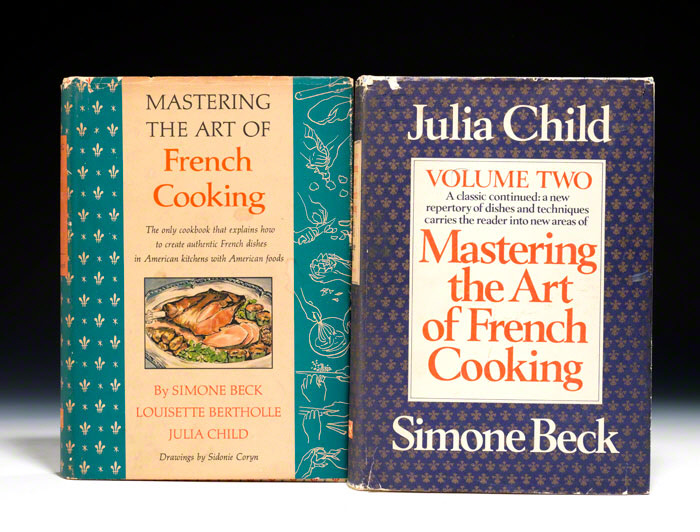 MASTERING
THE ART OF
French
Cooking
The only cookbook that explains how
to create authentic French dishes
in American kitchens with American foods
By SIMONE BECK
LOUISETTE BERTHOLLE
JULIA CHILD
Drawings by Sidonie Coryn
Julia Child
VOLUME TWO
A classic continued: a new
repertory of dishes and techniques
carries the reader into new areas of
Mastering
the Art
of French
Cooking
Simone Beck